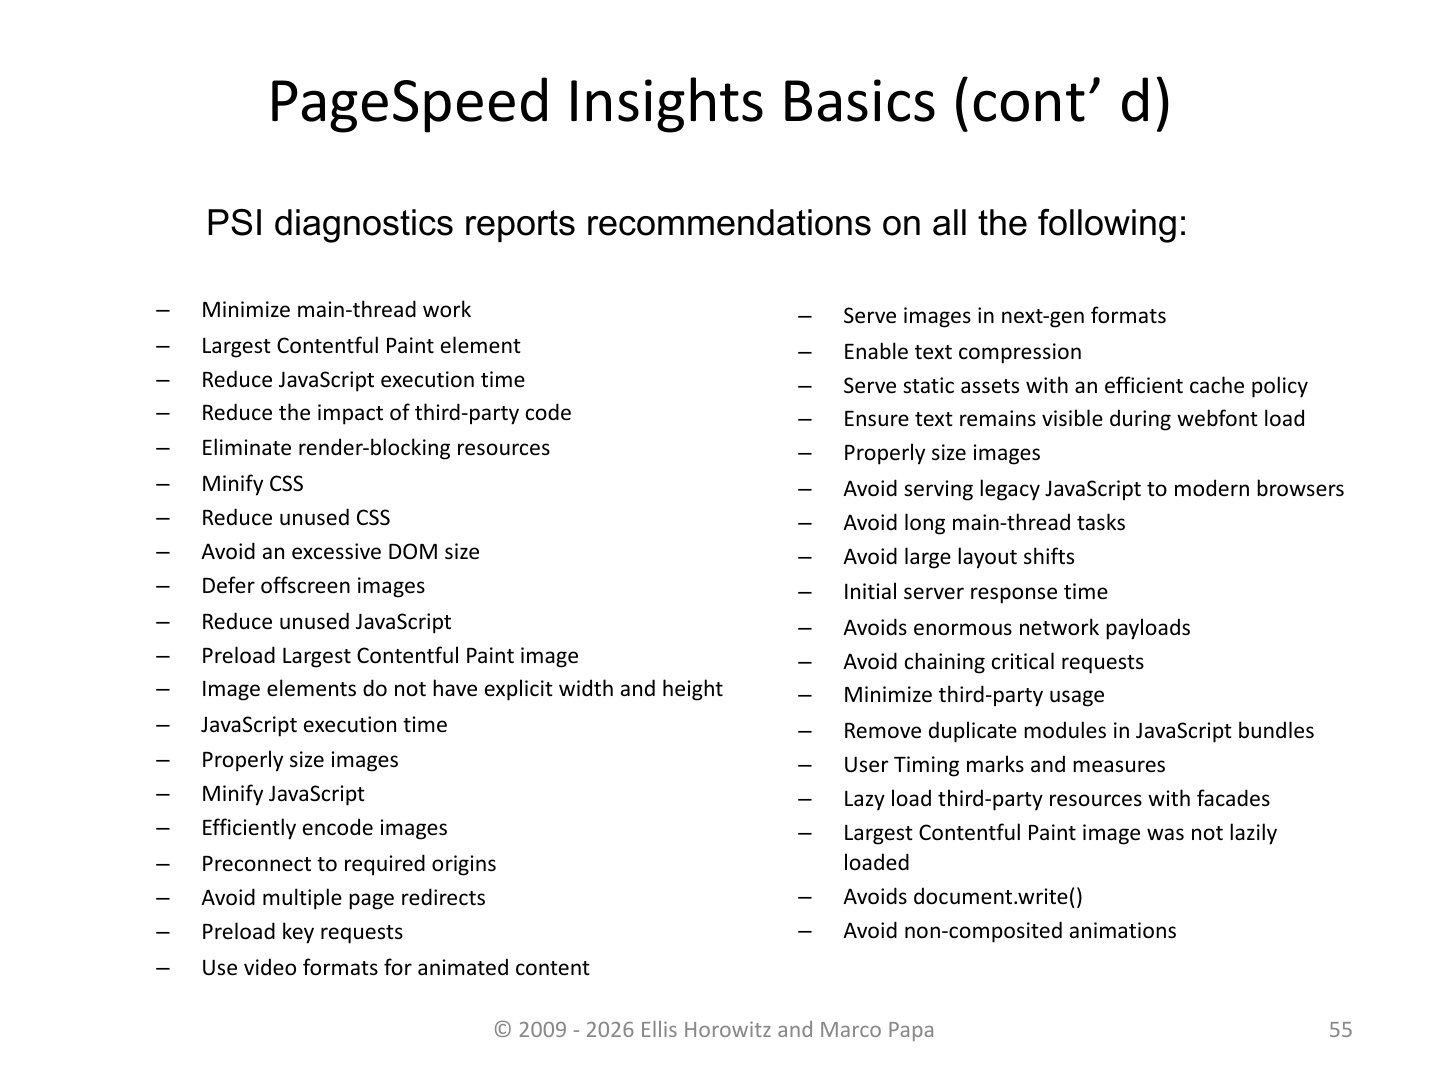 PageSpeed Insights Basics (cont’ d)
PSI diagnostics reports recommendations on all the following:
– Minimize main-thread work
– Largest Contentful Paint element
– Reduce JavaScript execution time
– Reduce the impact of third-party code
– Eliminate render-blocking resources
– Minify CSS
– Reduce unused CSS
– Avoid an excessive DOM size
– Defer offscreen images
– Reduce unused JavaScript
– Preload Largest Contentful Paint image
– Image elements do not have explicit width and height
– JavaScript execution time
– Properly size images
– Minify JavaScript
– Efficiently encode images
– Preconnect to required origins
– Avoid multiple page redirects
– Preload key requests
– Use video formats for animated content
– Serve images in next-gen formats
– Enable text compression
– Serve static assets with an efficient cache policy
– Ensure text remains visible during webfont load
– Properly size images
– Avoid serving legacy JavaScript to modern browsers
– Avoid long main-thread tasks
– Avoid large layout shifts
– Initial server response time
– Avoids enormous network payloads
– Avoid chaining critical requests
– Minimize third-party usage
– Remove duplicate modules in JavaScript bundles
– User Timing marks and measures
– Lazy load third-party resources with facades
– Largest Contentful Paint image was not lazily
loaded
– Avoids document.write()
– Avoid non-composited animations
© 2009 - 2026 Ellis Horowitz and Marco Papa
55